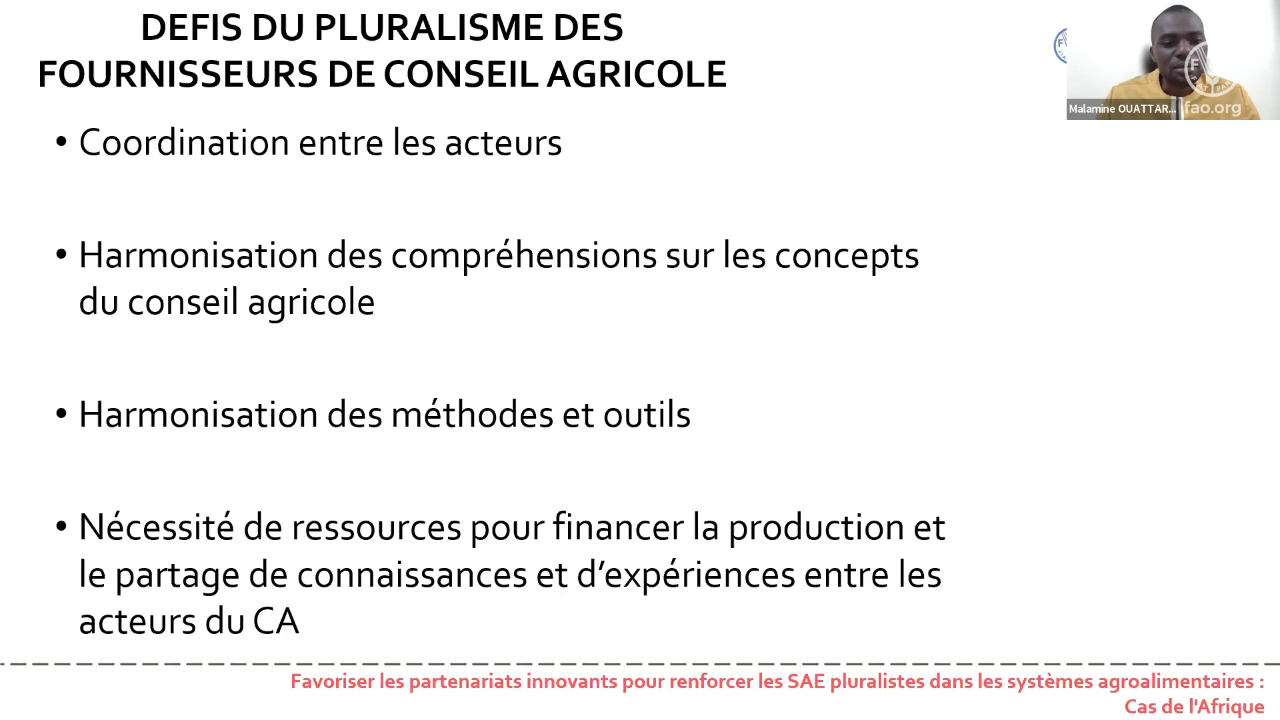 DEFIS DU PLURALISME DES
FOURNISSEURS DE CONSEIL AGRICOLE
Malamine OUATTAR...
fao.org
• Coordination entre les acteurs
• Harmonisation des compréhensions sur les concepts
du conseil agricole
• Harmonisation des méthodes et outils
• Nécessité de ressources pour financer la production et
le partage de connaissances et d’expériences entre les
acteurs du CA
Favoriser les partenariats innovants pour renforcer les SAE pluralistes dans les systèmes agroalimentaires :
Cas de l'Afrique